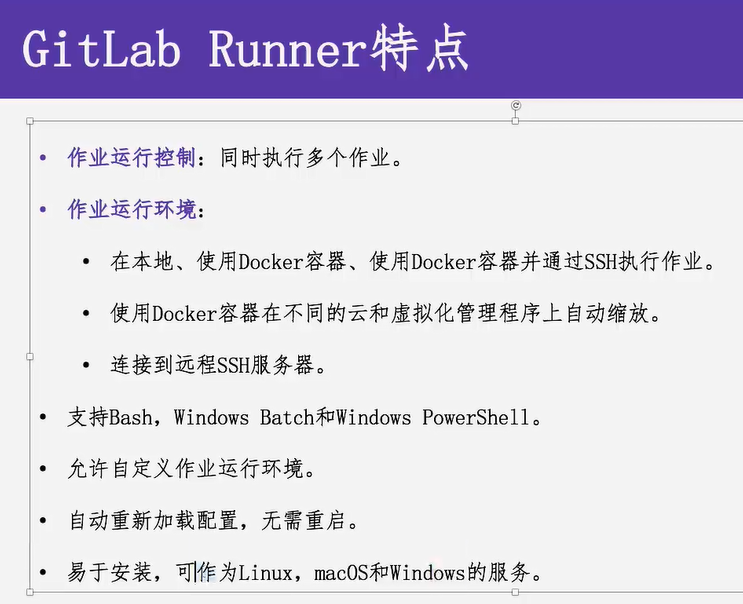 GitLab Runner特点
• 作业运行控制：同时执行多个作业。
• 作业运行环境：
• 在本地、使用Docker容器、使用Docker容器并通过SSH执行作业。
• 使用Docker容器在不同的云和虚拟化管理程序上自动缩放。
• 连接到远程SSH服务器。
• 支持Bash，Windows Batch和Windows PowerShell。
• 允许自定义作业运行环境。
• 自动重新加载配置，无需重启。
• 易于安装，可作为Linux，macOS和Windows的服务。